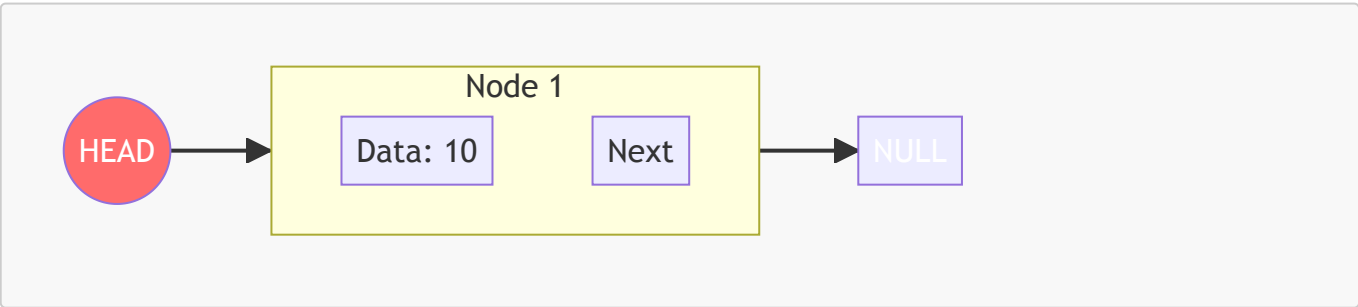 Node 1
HEAD
Data: 10
Next
NULL